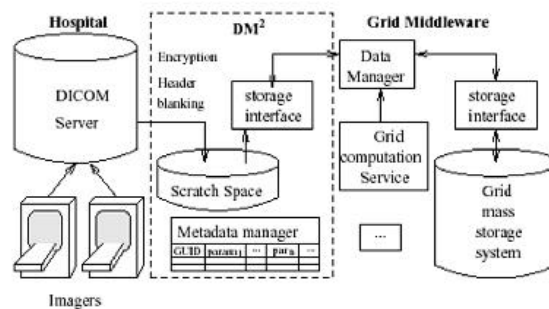 Hospital
DM²
Grid Middleware
DICOM
Server
Encryption
Header
blanking
storage
interface
Scratch Space
Metadata manager
GUID param1 ... parn ...
Data
Manager
Grid
computation
Service
...
storage
interface
Grid
mass
storage
system
Imagers